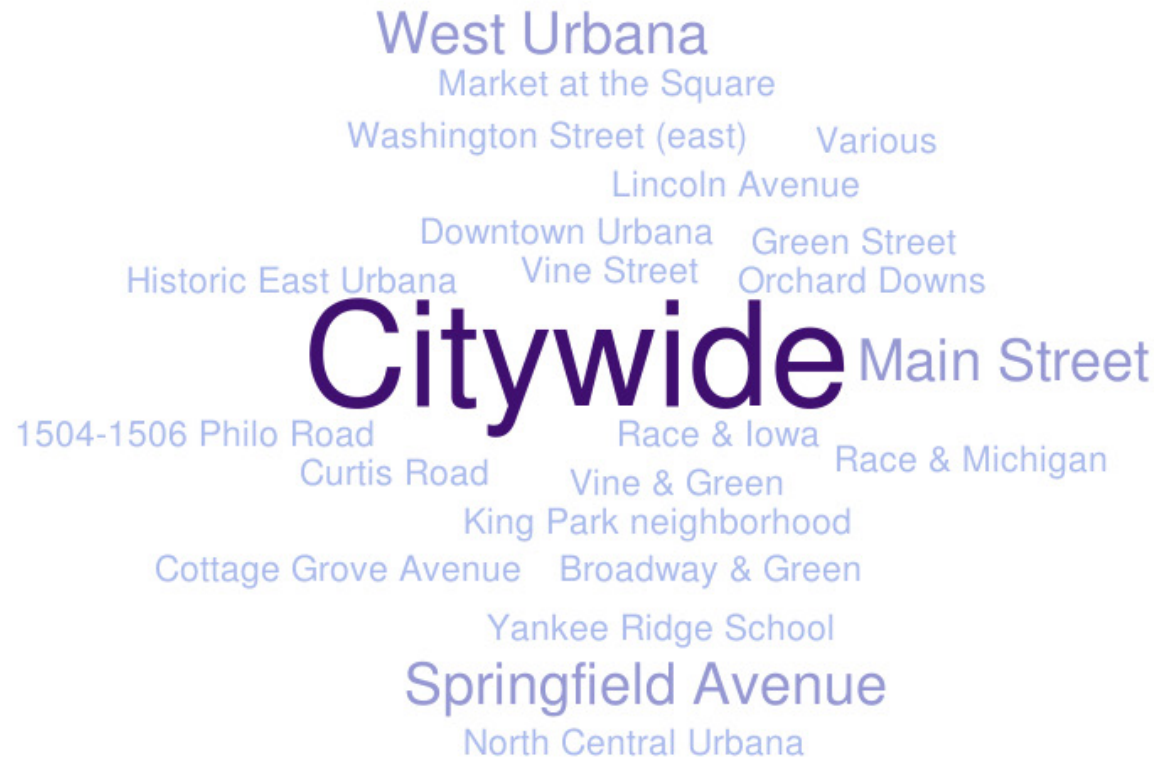 West Urbana
Market at the Square
Washington Street (east)
Various
Lincoln Avenue
Downtown Urbana
Green Street
Vine Street
Historic East Urbana
Orchard Downs
Citywide
Main Street
1504-1506 Philo Road
Race & Iowa
Race & Michigan
Curtis Road
Vine & Green
King Park neighborhood
Cottage Grove Avenue
Broadway & Green
Yankee Ridge School
Springfield Avenue
North Central Urbana